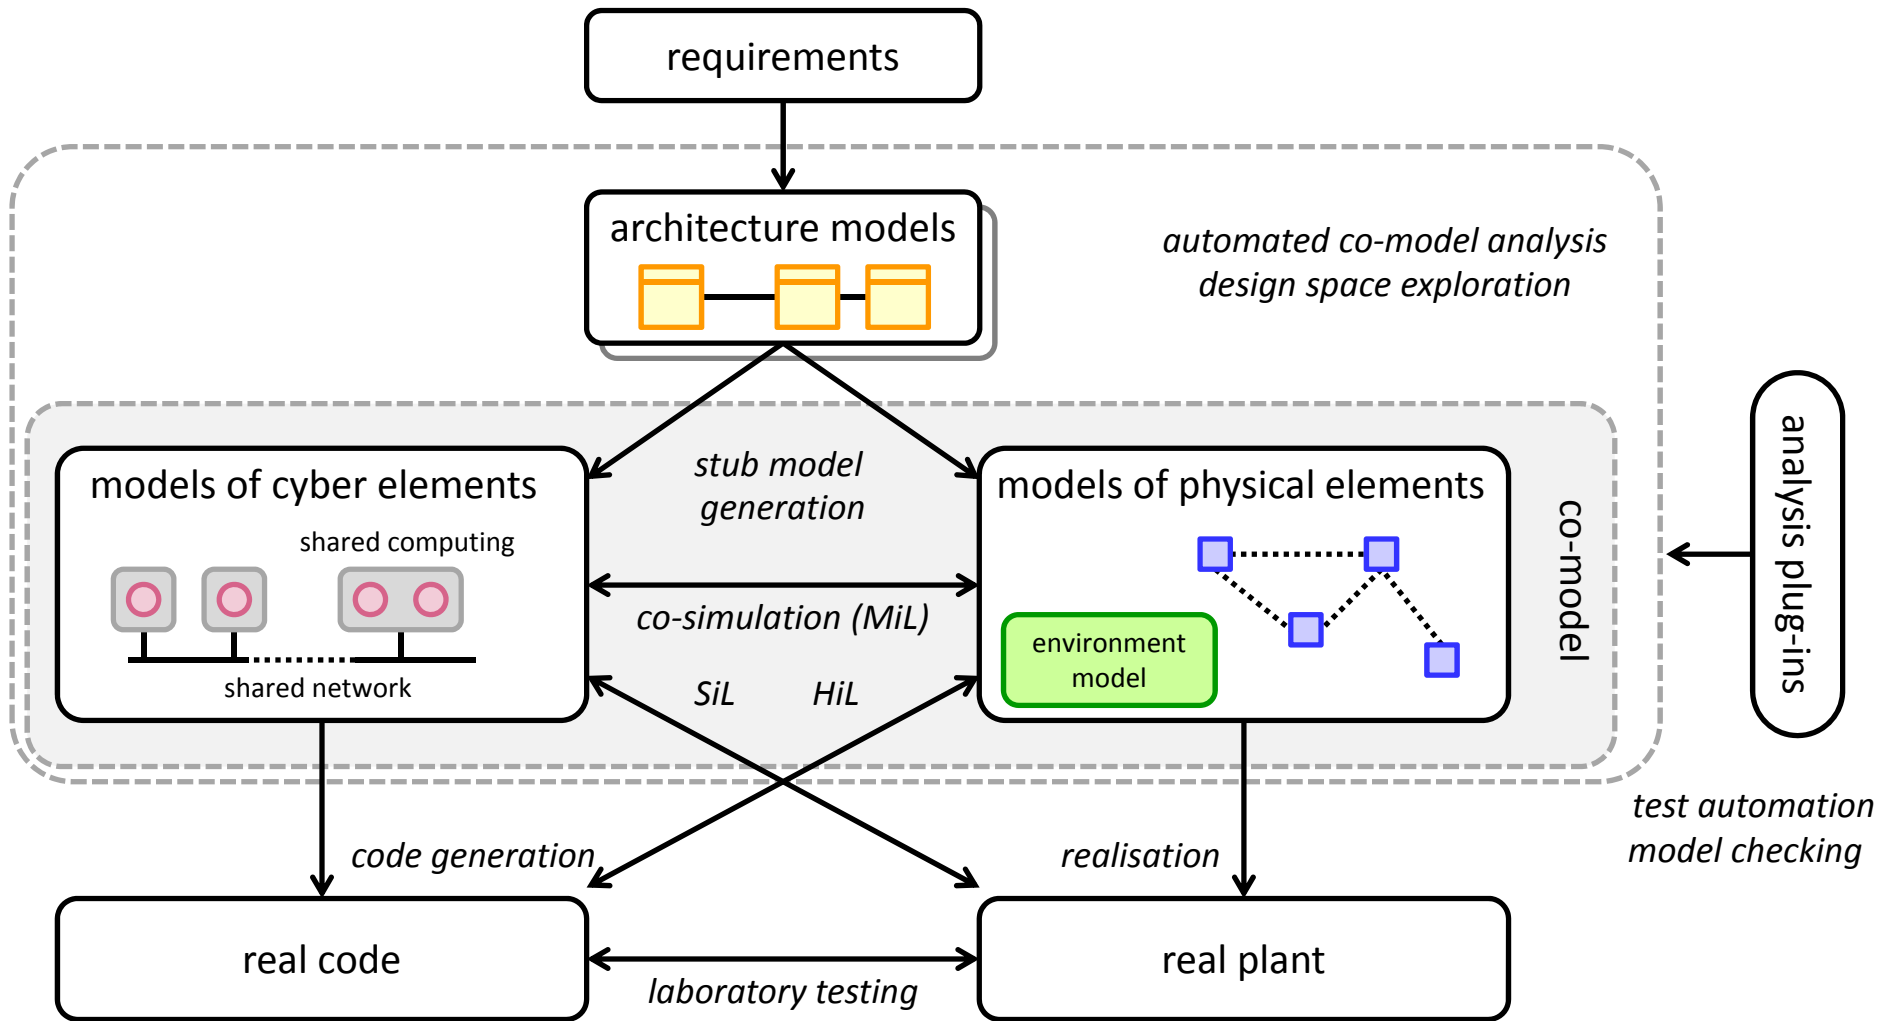 requirements
architecture models
automated co-model analysis
design space exploration
stub model
generation
models of cyber elements
shared computing
shared network
models of physical elements
environment
model
co-model
analysis plug-ins
co-simulation (MiL)
SiL
HiL
test automation
model checking
code generation
realisation
real code
real plant
laboratory testing